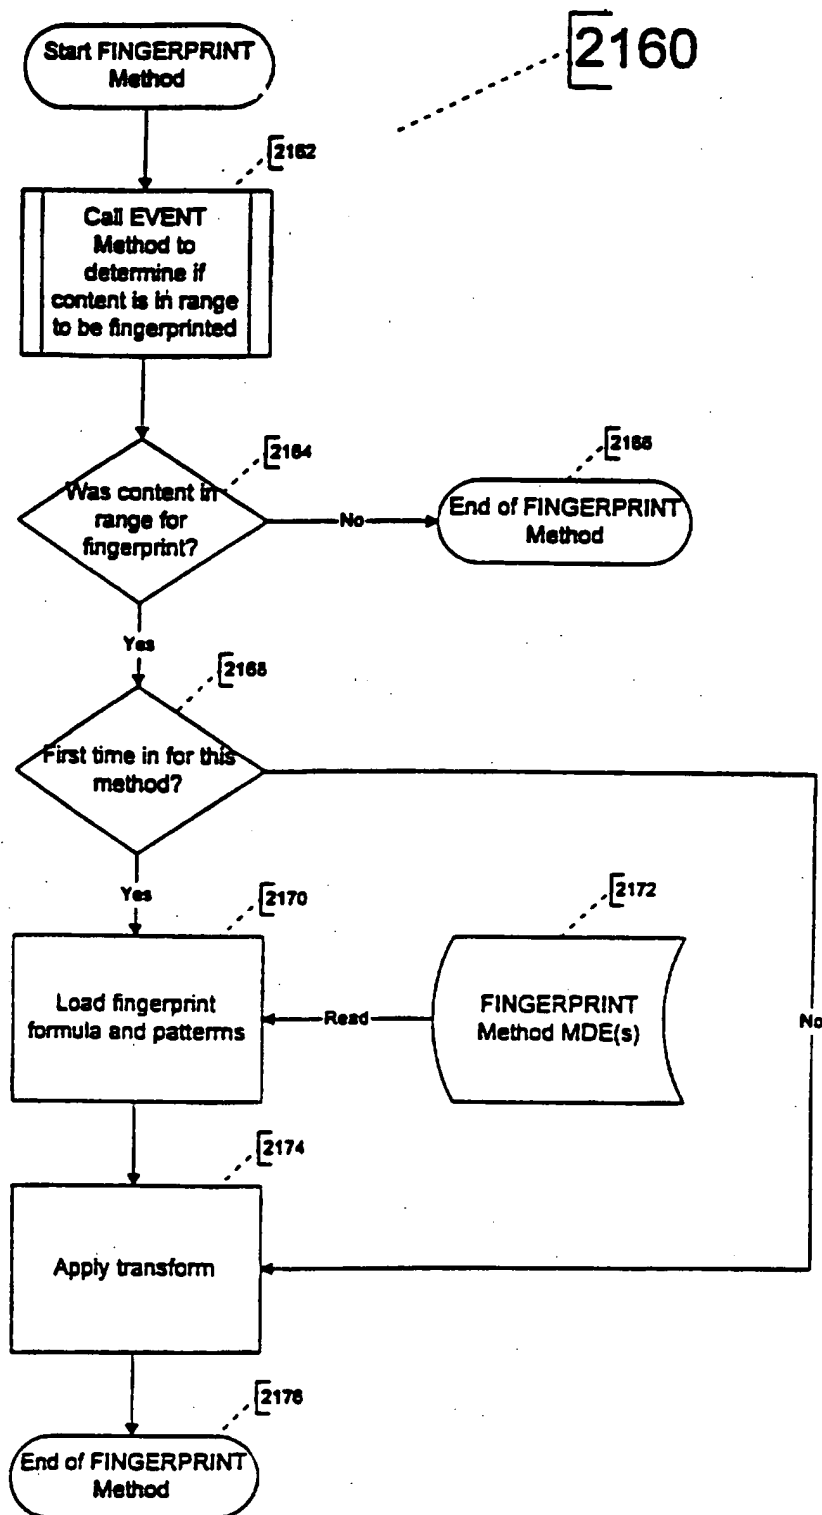 Start FINGERPRINT
Method
2160
2162
Call EVENT
Method to
determine if
content is in range
to be fingerprinted
2164
Was content in
range for
fingerprint?
No
2166
End of FINGERPRINT
Method
Yes
2168
First time in for this
method?
Yes
2170
2172
Load fingerprint
formula and patterns
Read
FINGERPRINT
Method MDE(s)
No
2174
Apply transform
2176
End of FINGERPRINT
Method